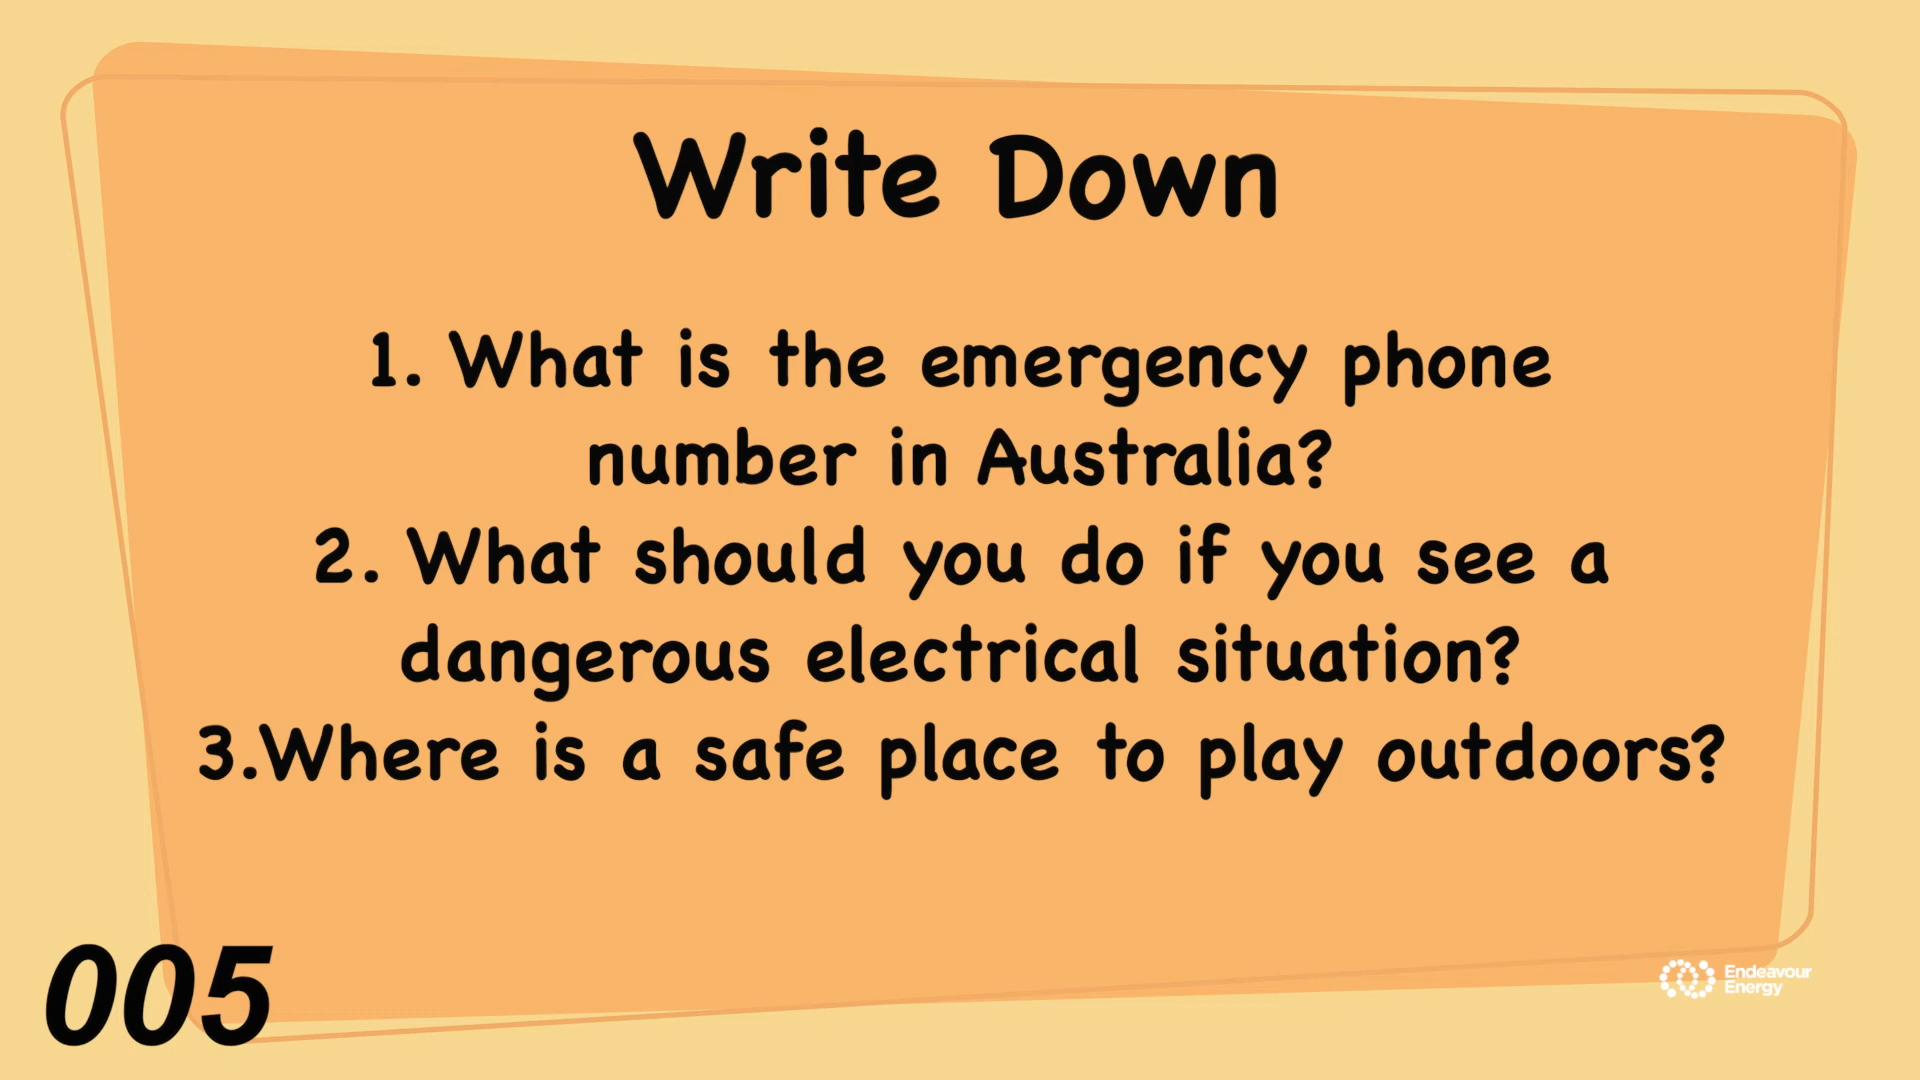 Write Down
1. What is the emergency phone
number in Australia?
2. What should you do if you see a
dangerous electrical situation?
3.Where is a safe place to play outdoors?
005
Endeavour
Energy